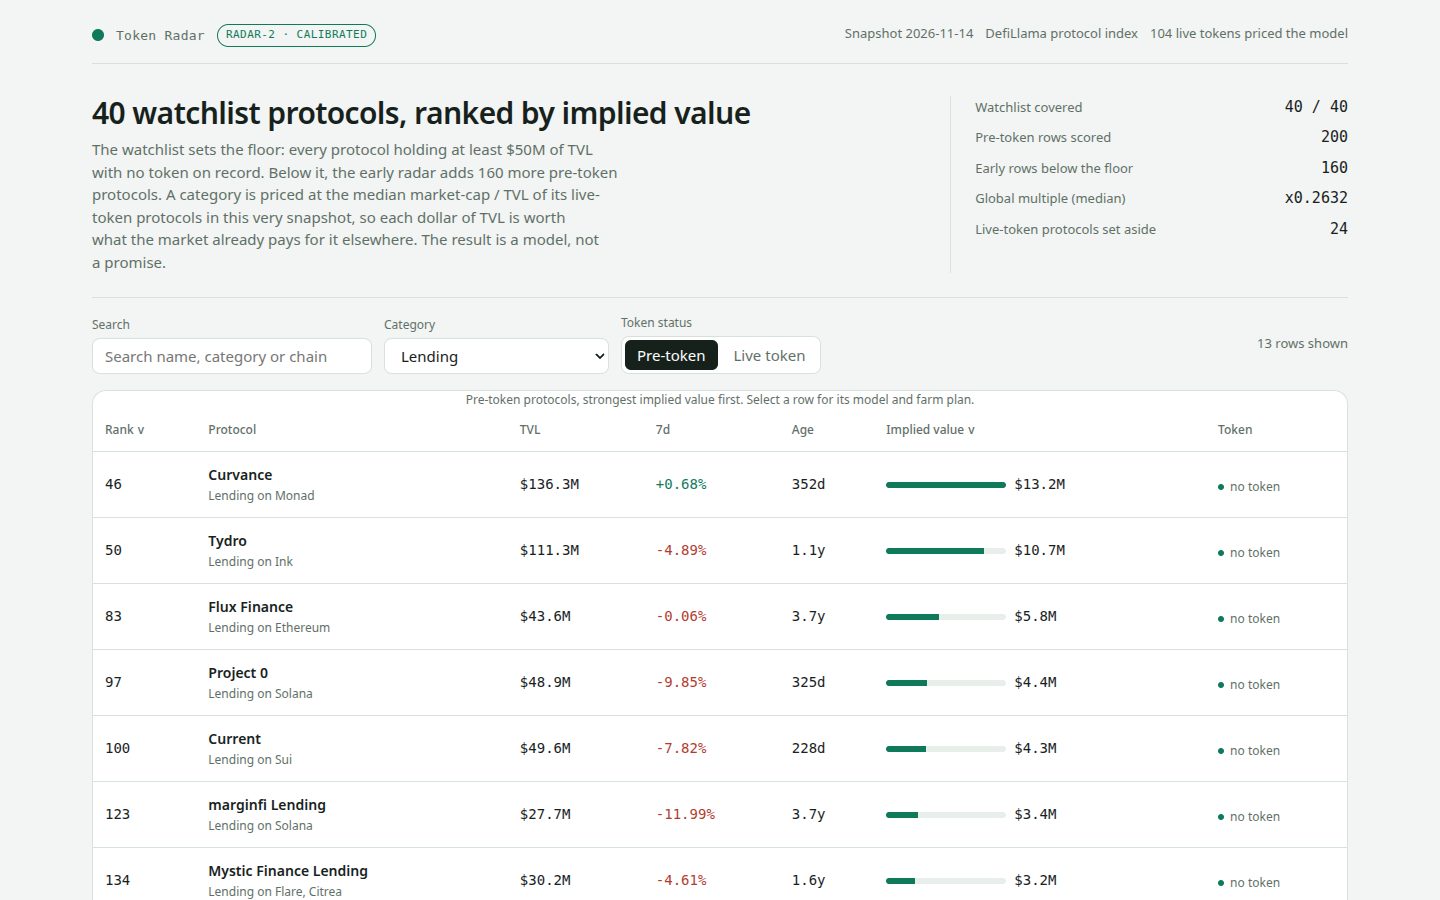 Token Radar
RADAR-2 · CALIBRATED
Snapshot 2026-11-14 DefiLlama protocol index 104 live tokens priced the model
40 watchlist protocols, ranked by implied value
The watchlist sets the floor: every protocol holding at least $50M of TVL
with no token on record. Below it, the early radar adds 160 more pre-token
protocols. A category is priced at the median market-cap / TVL of its live-
token protocols in this very snapshot, so each dollar of TVL is worth
what the market already pays for it elsewhere. The result is a model, not
a promise.
Watchlist covered 40 / 40
Pre-token rows scored 200
Early rows below the floor 160
Global multiple (median) x0.2632
Live-token protocols set aside 24
Search
Search name, category or chain
Category
Lending
Token status
Pre-token Live token
13 rows shown
Pre-token protocols, strongest implied value first. Select a row for its model and farm plan.
Rank v Protocol TVL 7d Age Implied value v Token
46 Curvance $136.3M +0.68% 352d $13.2M no token
Lending on Monad
50 Tydro $111.3M -4.89% 1.1y $10.7M no token
Lending on Ink
83 Flux Finance $43.6M -0.06% 3.7y $5.8M no token
Lending on Ethereum
97 Project 0 $48.9M -9.85% 325d $4.4M no token
Lending on Solana
100 Current $49.6M -7.82% 228d $4.3M no token
Lending on Sui
123 marginfi Lending $27.7M -11.99% 3.7y $3.4M no token
Lending on Solana
134 Mystic Finance Lending $30.2M -4.61% 1.6y $3.2M no token
Lending on Flare, Citrea